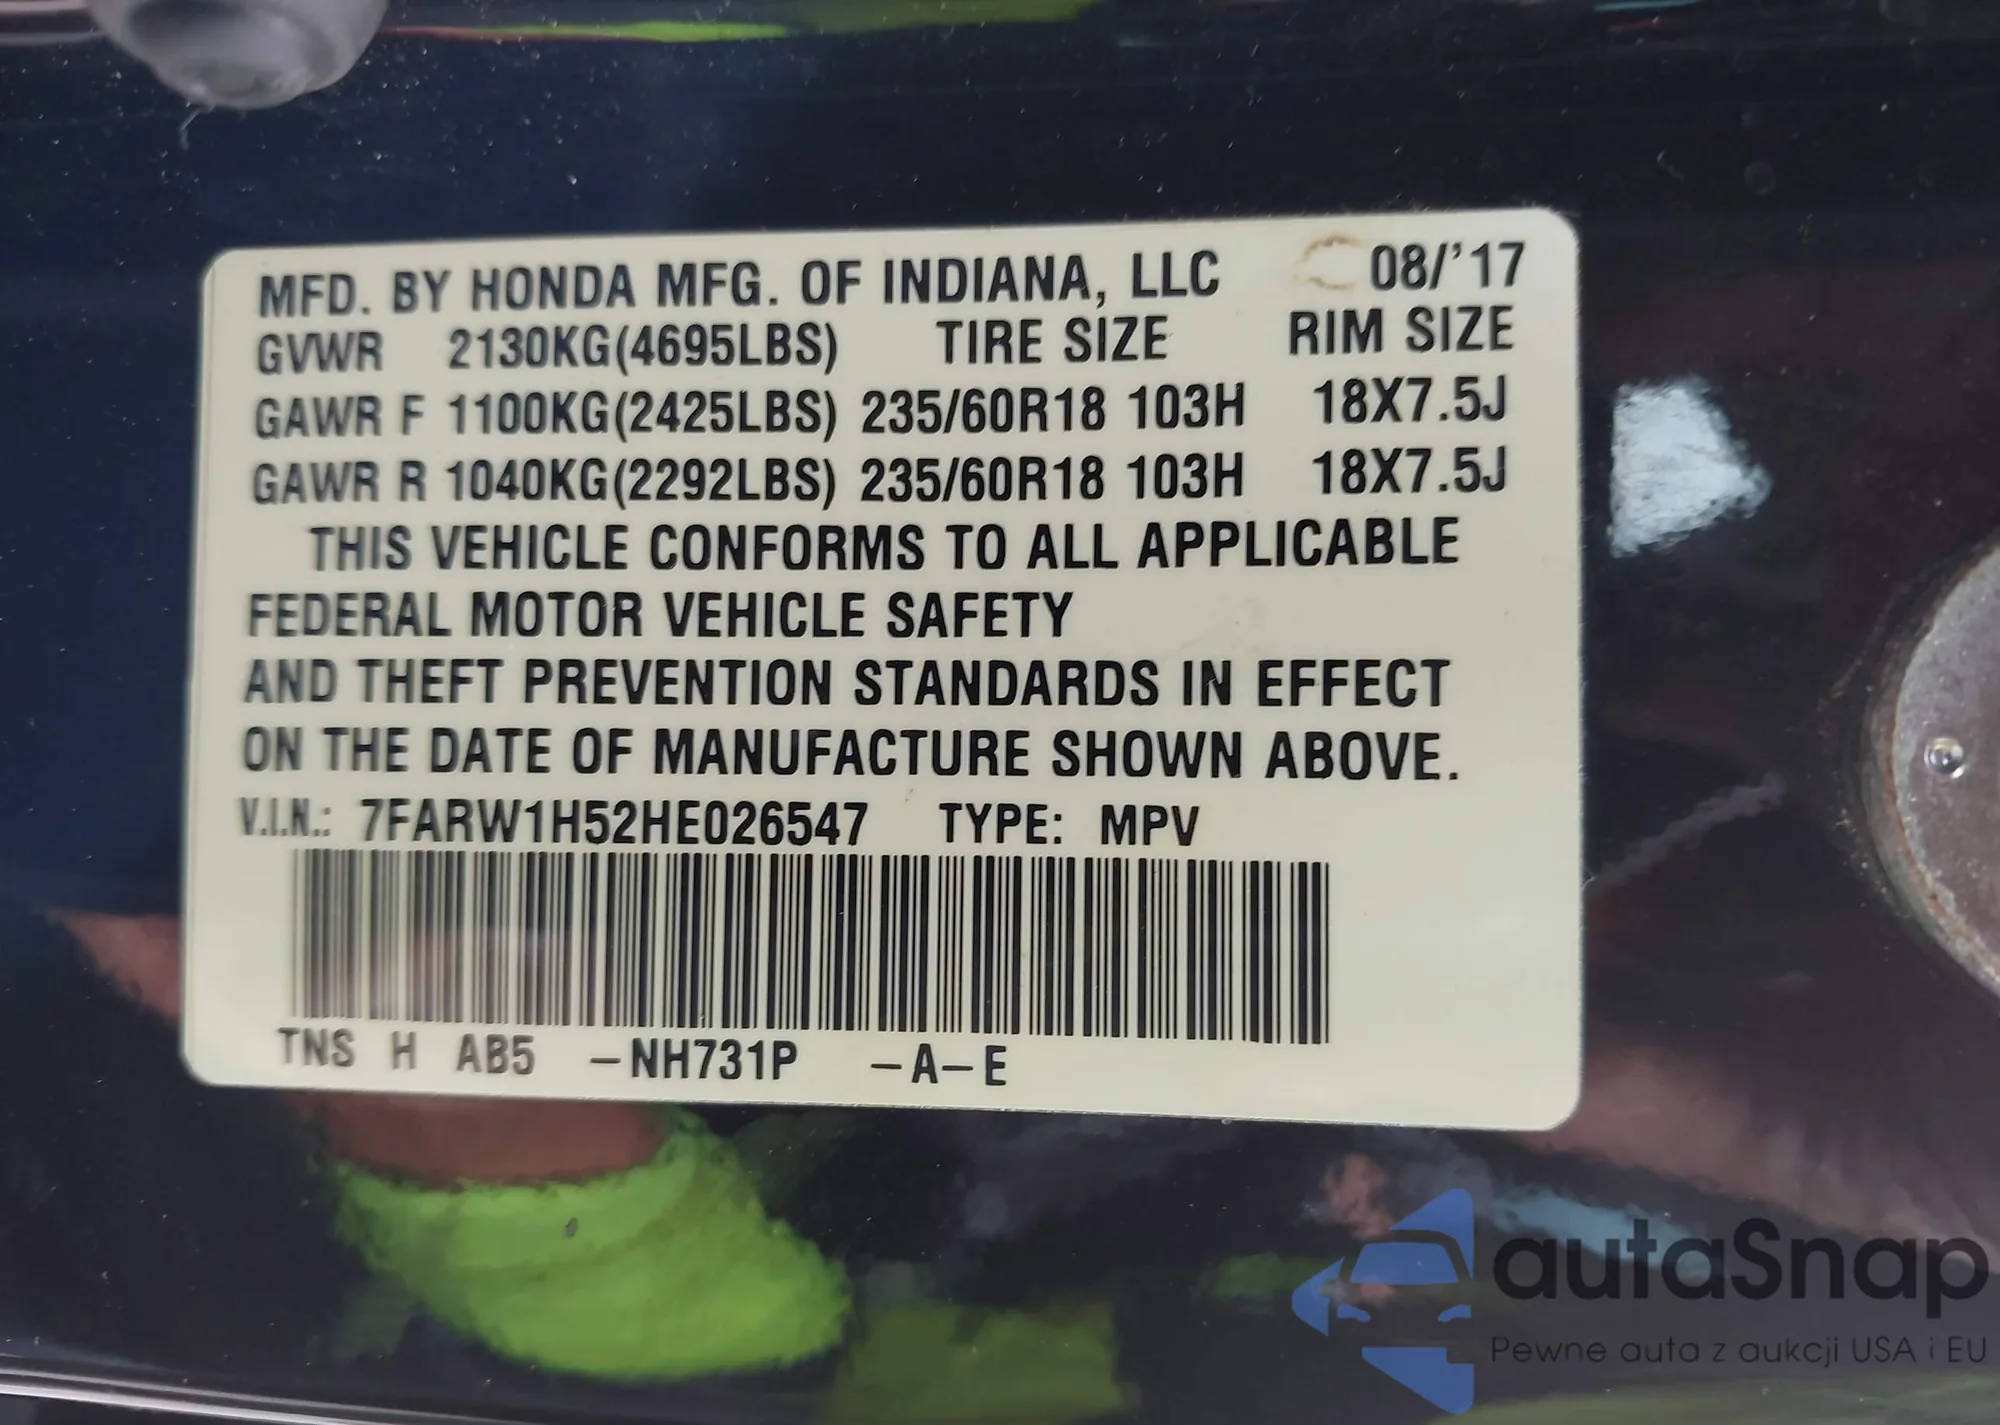 MFD. BY HONDA MFG. OF INDIANA, LLC 08/'17
GVWR 2130KG(4695LBS) TIRE SIZE RIM SIZE
GAWR F 1100KG(2425LBS) 235/60R18 103H 18X7.5J
GAWR R 1040KG(2292LBS) 235/60R18 103H 18X7.5J
THIS VEHICLE CONFORMS TO ALL APPLICABLE
FEDERAL MOTOR VEHICLE SAFETY
AND THEFT PREVENTION STANDARDS IN EFFECT
ON THE DATE OF MANUFACTURE SHOWN ABOVE.
V.I.N.: 7FARW1H52HE026547 TYPE: MPV
TNS H AB5 –NH731P –A–E
autaSnap
Pewne auta z aukcji USA i EU